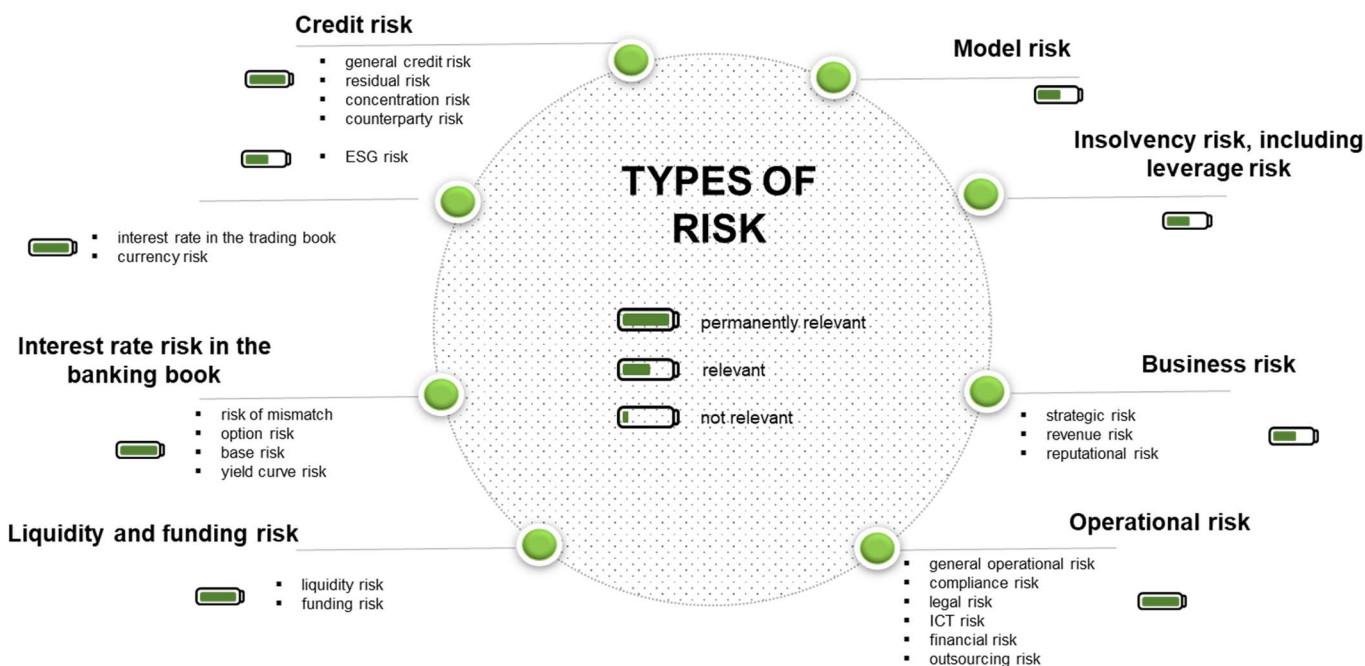 Credit risk
▪ general credit risk
▪ residual risk
▪ concentration risk
▪ counterparty risk
▪ ESG risk
▪ interest rate in the trading book
▪ currency risk
Interest rate risk in the
banking book
▪ risk of mismatch
▪ option risk
▪ base risk
▪ yield curve risk
Liquidity and funding risk
▪ liquidity risk
▪ funding risk
TYPES OF
RISK
permanently relevant
relevant
not relevant
Model risk
Insolvency risk, including
leverage risk
Business risk
▪ strategic risk
▪ revenue risk
▪ reputational risk
Operational risk
▪ general operational risk
▪ compliance risk
▪ legal risk
▪ ICT risk
▪ financial risk
▪ outsourcing risk